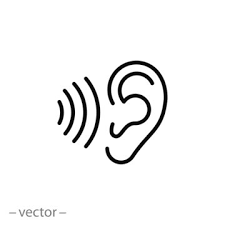 – vector –